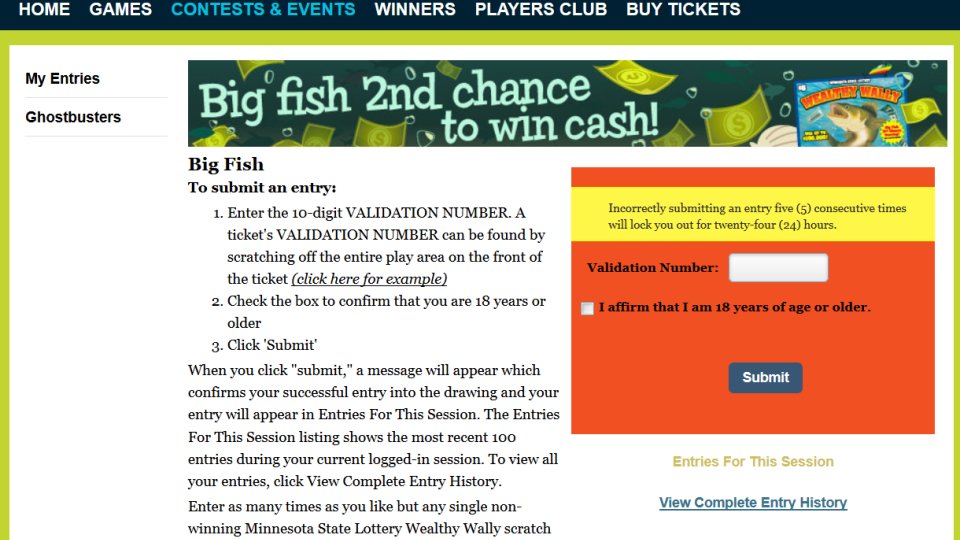 HOME GAMES CONTESTS & EVENTS WINNERS PLAYERS CLUB BUY TICKETS
My Entries
Ghostbusters
Big fish 2nd chance
to win cash!
WEALTHY WALLY
Big Fish
To submit an entry:
1. Enter the 10-digit VALIDATION NUMBER. A
ticket's VALIDATION NUMBER can be found by
scratching off the entire play area on the front of
the ticket (click here for example)
2. Check the box to confirm that you are 18 years or
older
3. Click 'Submit'
When you click "submit," a message will appear which
confirms your successful entry into the drawing and your
entry will appear in Entries For This Session. The Entries
For This Session listing shows the most recent 100
entries during your current logged-in session. To view all
your entries, click View Complete Entry History.
Enter as many times as you like but any single non-
winning Minnesota State Lottery Wealthy Wally scratch
Incorrectly submitting an entry five (5) consecutive times
will lock you out for twenty-four (24) hours.
Validation Number:
I affirm that I am 18 years of age or older.
Submit
Entries For This Session
View Complete Entry History